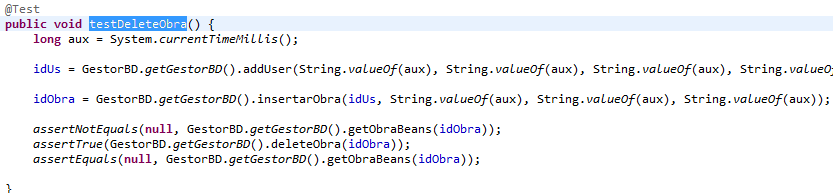 @Test
public void testDeleteObra() {
long aux = System.currentTimeMillis();
idUs = GestorBD.getGestorBD().addUser(String.valueOf(aux), String.valueOf(aux), String.valueOf(aux), String.valueO
idObra = GestorBD.getGestorBD().insertarObra(idUs, String.valueOf(aux), String.valueOf(aux), String.valueOf(aux));
assertNotEquals(null, GestorBD.getGestorBD().getObraBeans(idObra));
assertTrue(GestorBD.getGestorBD().deleteObra(idObra));
assertEquals(null, GestorBD.getGestorBD().getObraBeans(idObra));
}